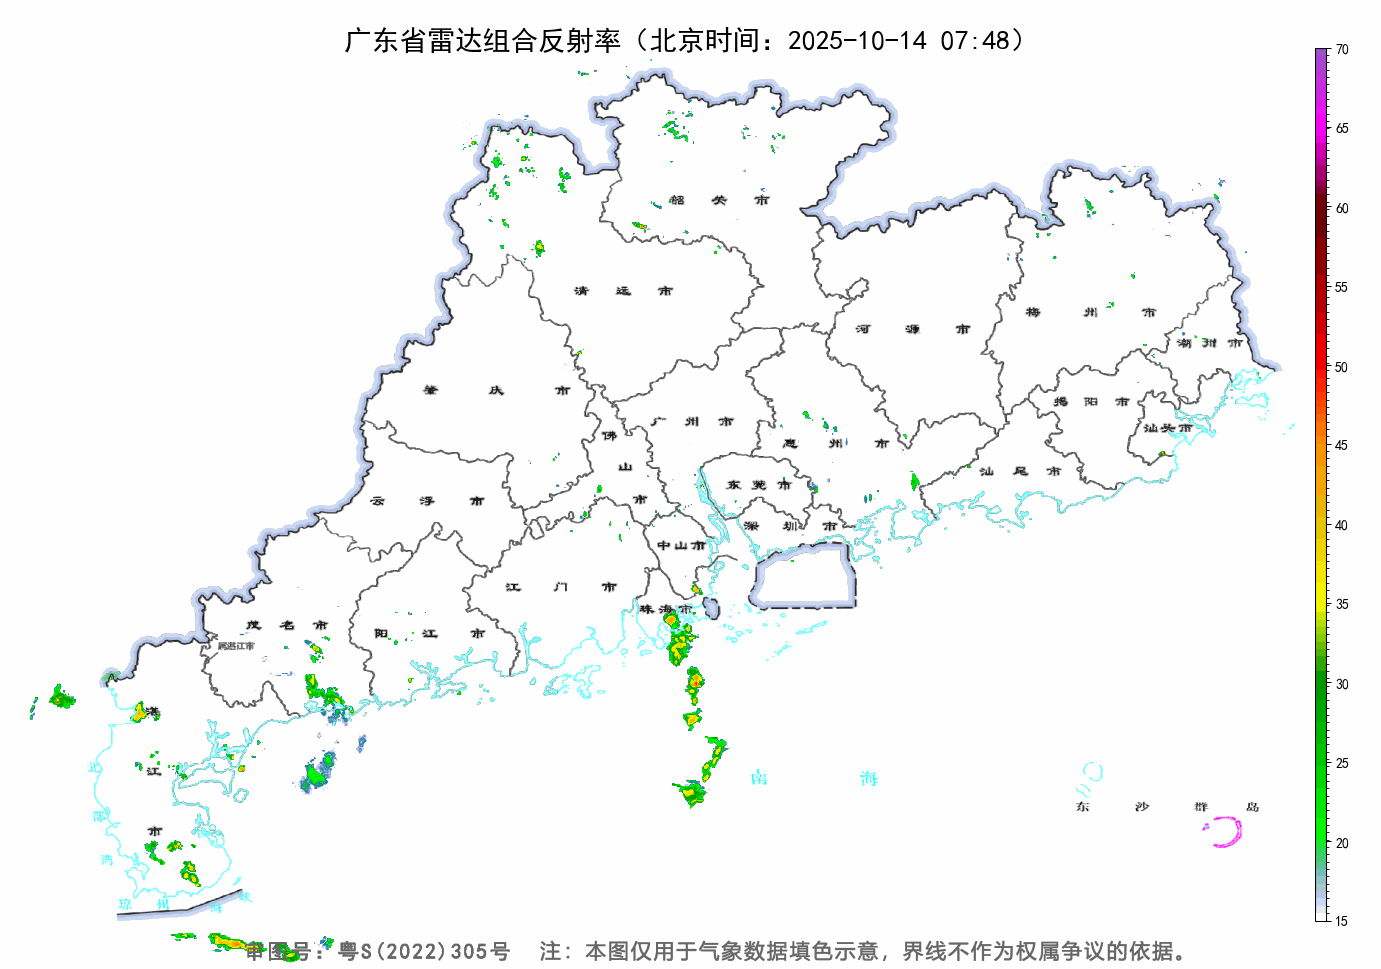 广东省雷达组合反射率（北京时间：2025-10-14 07:48）
70
65
60
55
50
45
40
35
30
25
20
15
韶关市
清远市
河源市
梅州市
潮州市
肇庆市
广州市
揭阳市
汕头市
佛山市
惠州市
汕尾市
东莞市
云浮市
深圳市
中山市
江门市
珠海市
茂名市
阳江市
属湛江市
湛江市
北部湾
琼州海峡
南海
东沙群岛
审图号：粤S(2022)305号 注：本图仅用于气象数据填色示意，界线不作为权属争议的依据。